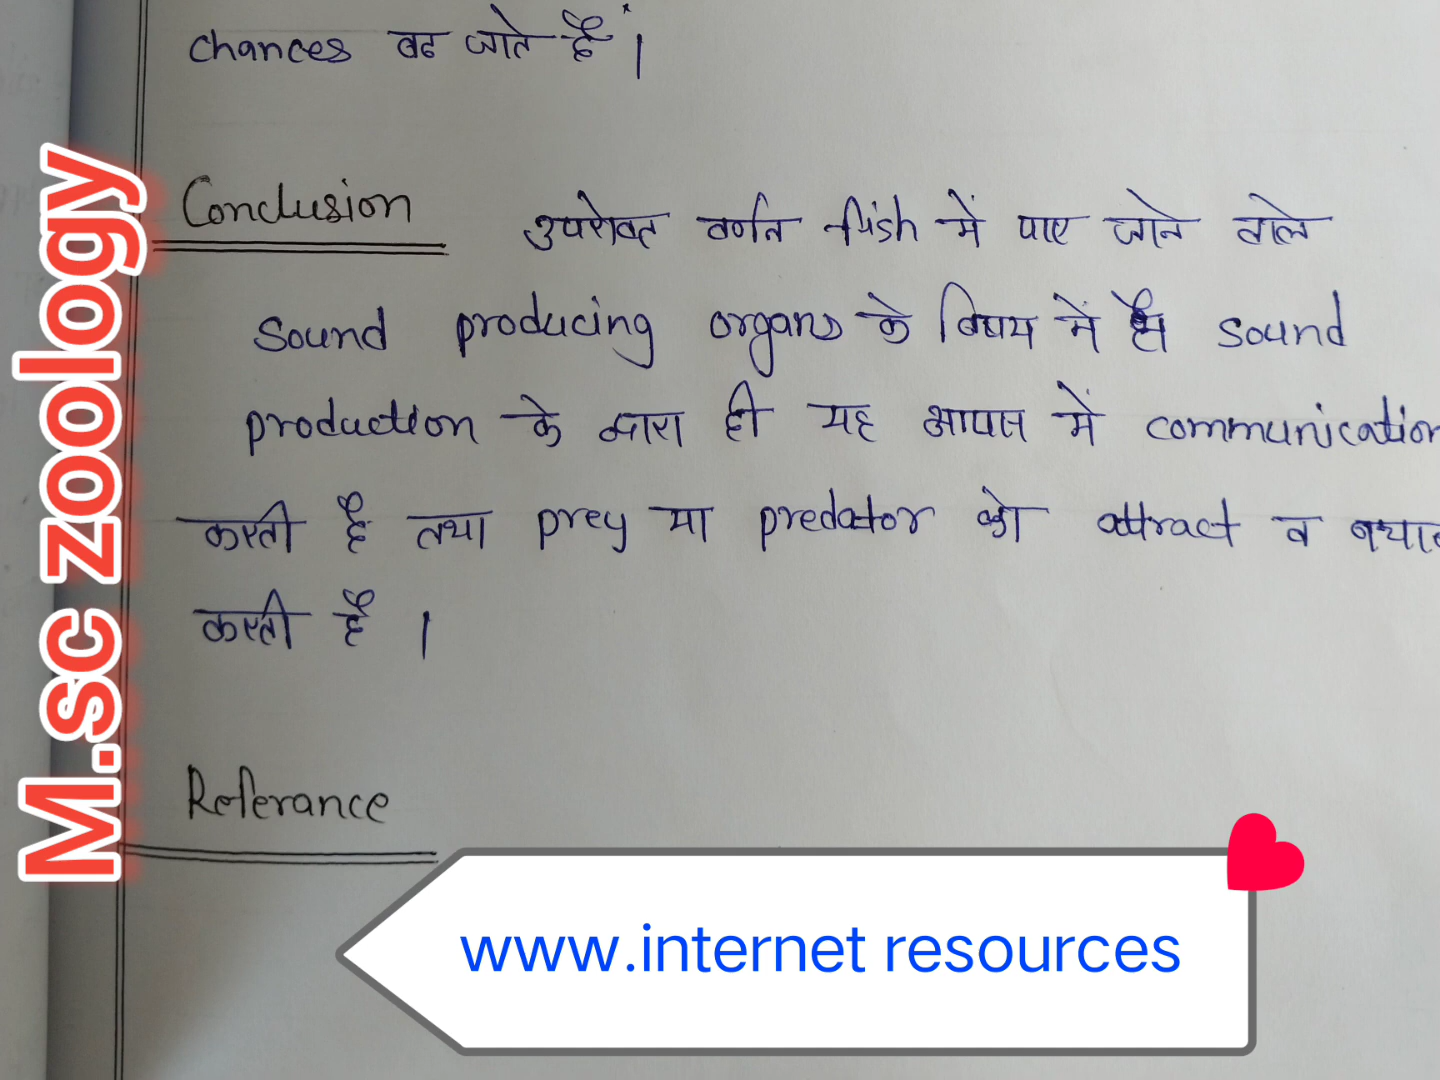 chances बढ जाते हैं।
Conclusion उपरोक्त वर्णन fish में पाए जाने वाले
sound producing organs के विषय में है sound
production के द्वारा ही यह आपस में communication
करती है तथा prey या predator को attract व बचाव
करती है ।
Referance
www.internet resources
M.sc zoology